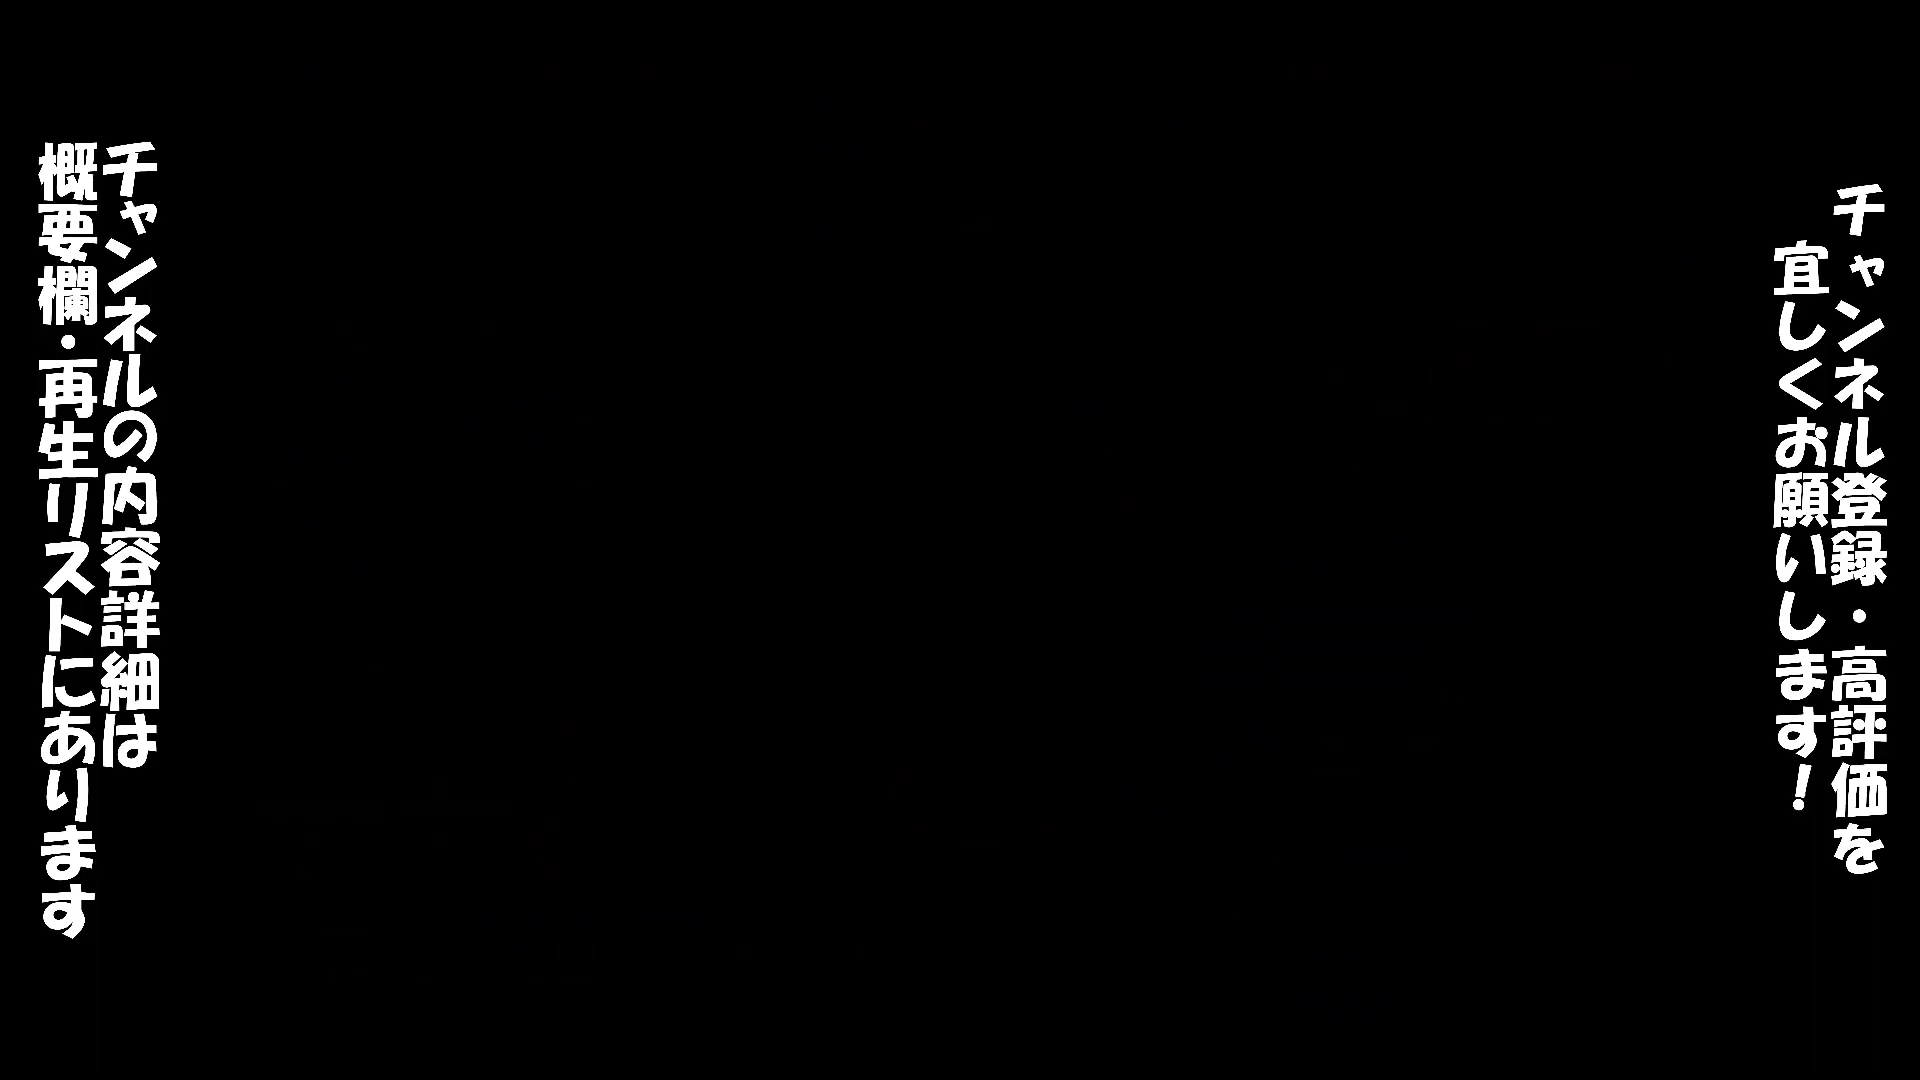 チャンネル登録・高評価を
宜しくお願いします!
チャンネルの内容詳細は
概要欄・再生リストにあります